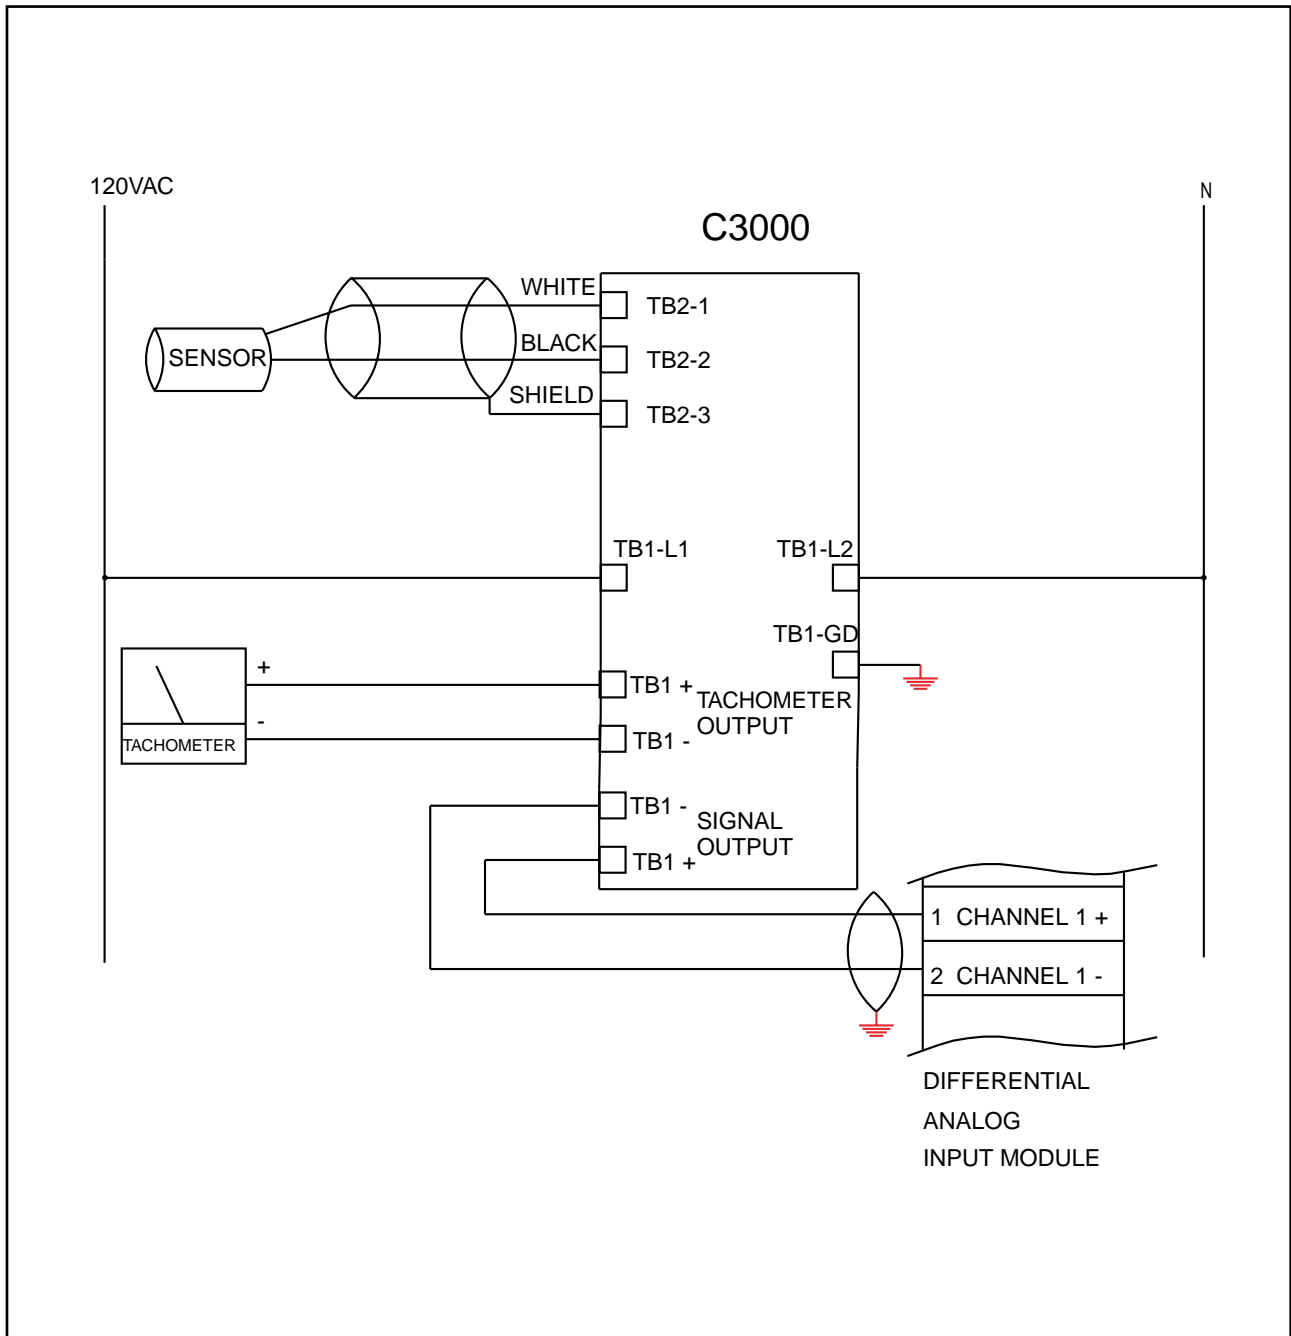 120VAC
N
C3000
WHITE
TB2-1
SENSOR
BLACK
TB2-2
SHIELD
TB2-3
TB1-L1
TB1-L2
TB1-GD
+
TB1 +
TACHOMETER
OUTPUT
-
TACHOMETER
TB1 -
TB1 -
SIGNAL
OUTPUT
TB1 +
1 CHANNEL 1 +
2 CHANNEL 1 -
DIFFERENTIAL
ANALOG
INPUT MODULE